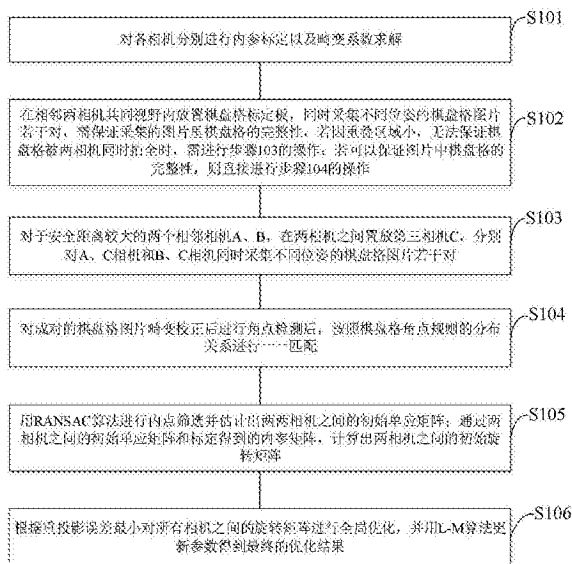 S101
对各相机分别进行内参标定以及畸变系数求解
S102
在相邻两相机共同视野内放置棋盘格标定板，同时采集不同位姿的棋盘格图片
若干对，需保证采集的图片里棋盘格的完整性，若因重叠区域小，无法保证棋
盘格被两相机同时拍全时，需进行步骤103的操作；若可以保证图片中棋盘格的
完整性，则直接进行步骤104的操作
S103
对于安全距离较大的两个相邻相机A、B，在两相机之间置放第三相机C，分别
对A、C相机和B、C相机同时采集不同位姿的棋盘格图片若干对
S104
对成对的棋盘格图片畸变校正后进行角点检测后，按照棋盘格角点规则的分布
关系进行一一匹配
S105
用RANSAC算法进行内点筛选并估计出两两相机之间的初始单应矩阵；通过两
相机之间的初始单应矩阵和标定得到的内参矩阵，计算出两相机之间的初始旋
转矩阵
S106
根据重投影误差最小对所有相机之间的旋转矩阵进行全局优化，并用L-M算法更
新参数得到最终的优化结果